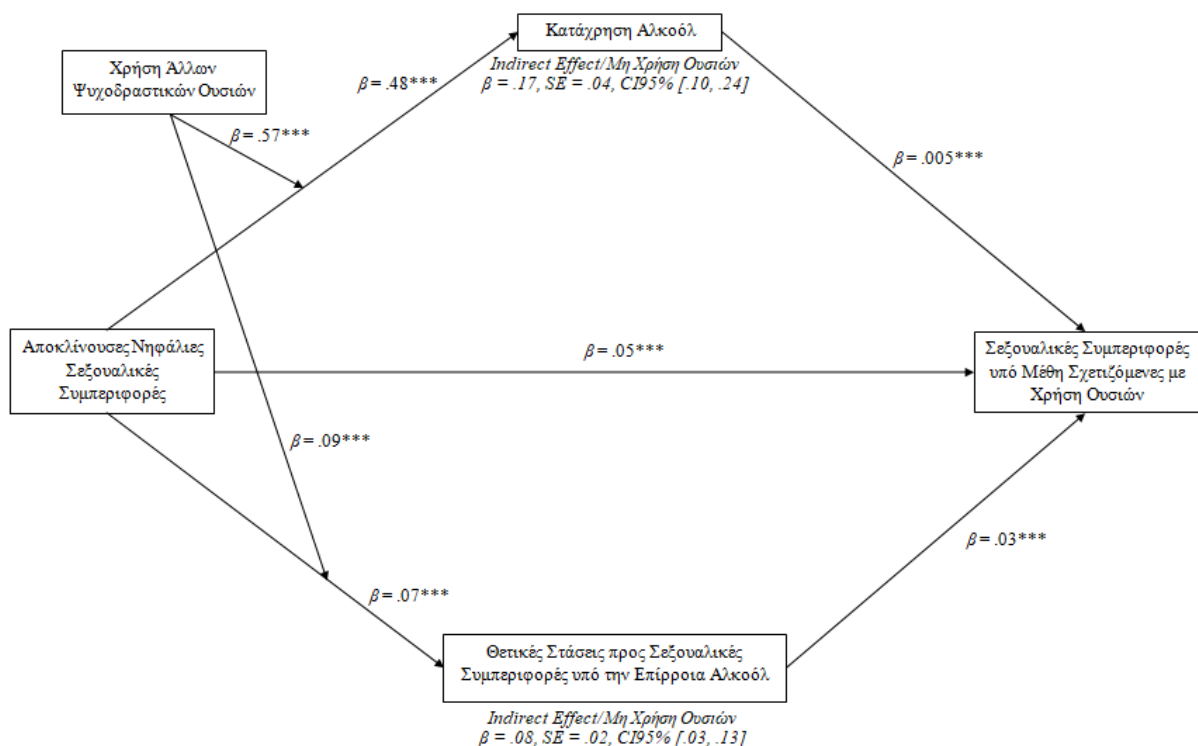 Κατάχρηση Αλκοόλ
Indirect Effect/Μη Χρήση Ουσιών
β = .17, SE = .04, CI95% [.10, .24]
Χρήση Άλλων
Ψυχοδραστικών Ουσιών
β = .48***
β = .57***
β = .005***
Αποκλίνουσες Νηφάλιες
Σεξουαλικές
Συμπεριφορές
β = .05***
Σεξουαλικές Συμπεριφορές
υπό Μέθη Σχετιζόμενες με
Χρήση Ουσιών
β = .09***
β = .03***
β = .07***
Θετικές Στάσεις προς Σεξουαλικές
Συμπεριφορές υπό την Επίρροια Αλκοόλ
Indirect Effect/Μη Χρήση Ουσιών
β = .08, SE = .02, CI95% [.03, .13]